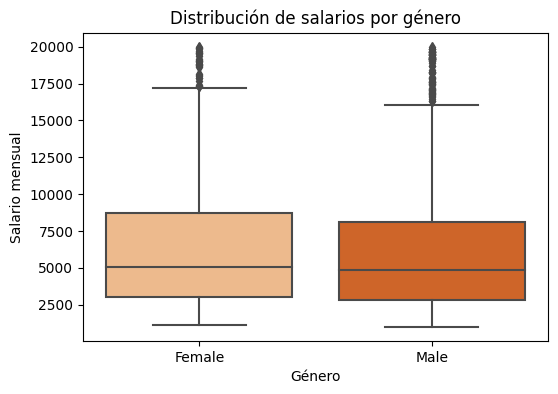 Distribución de salarios por género
20000
17500
15000
12500
10000
7500
5000
2500
Salario mensual
Female
Male
Género